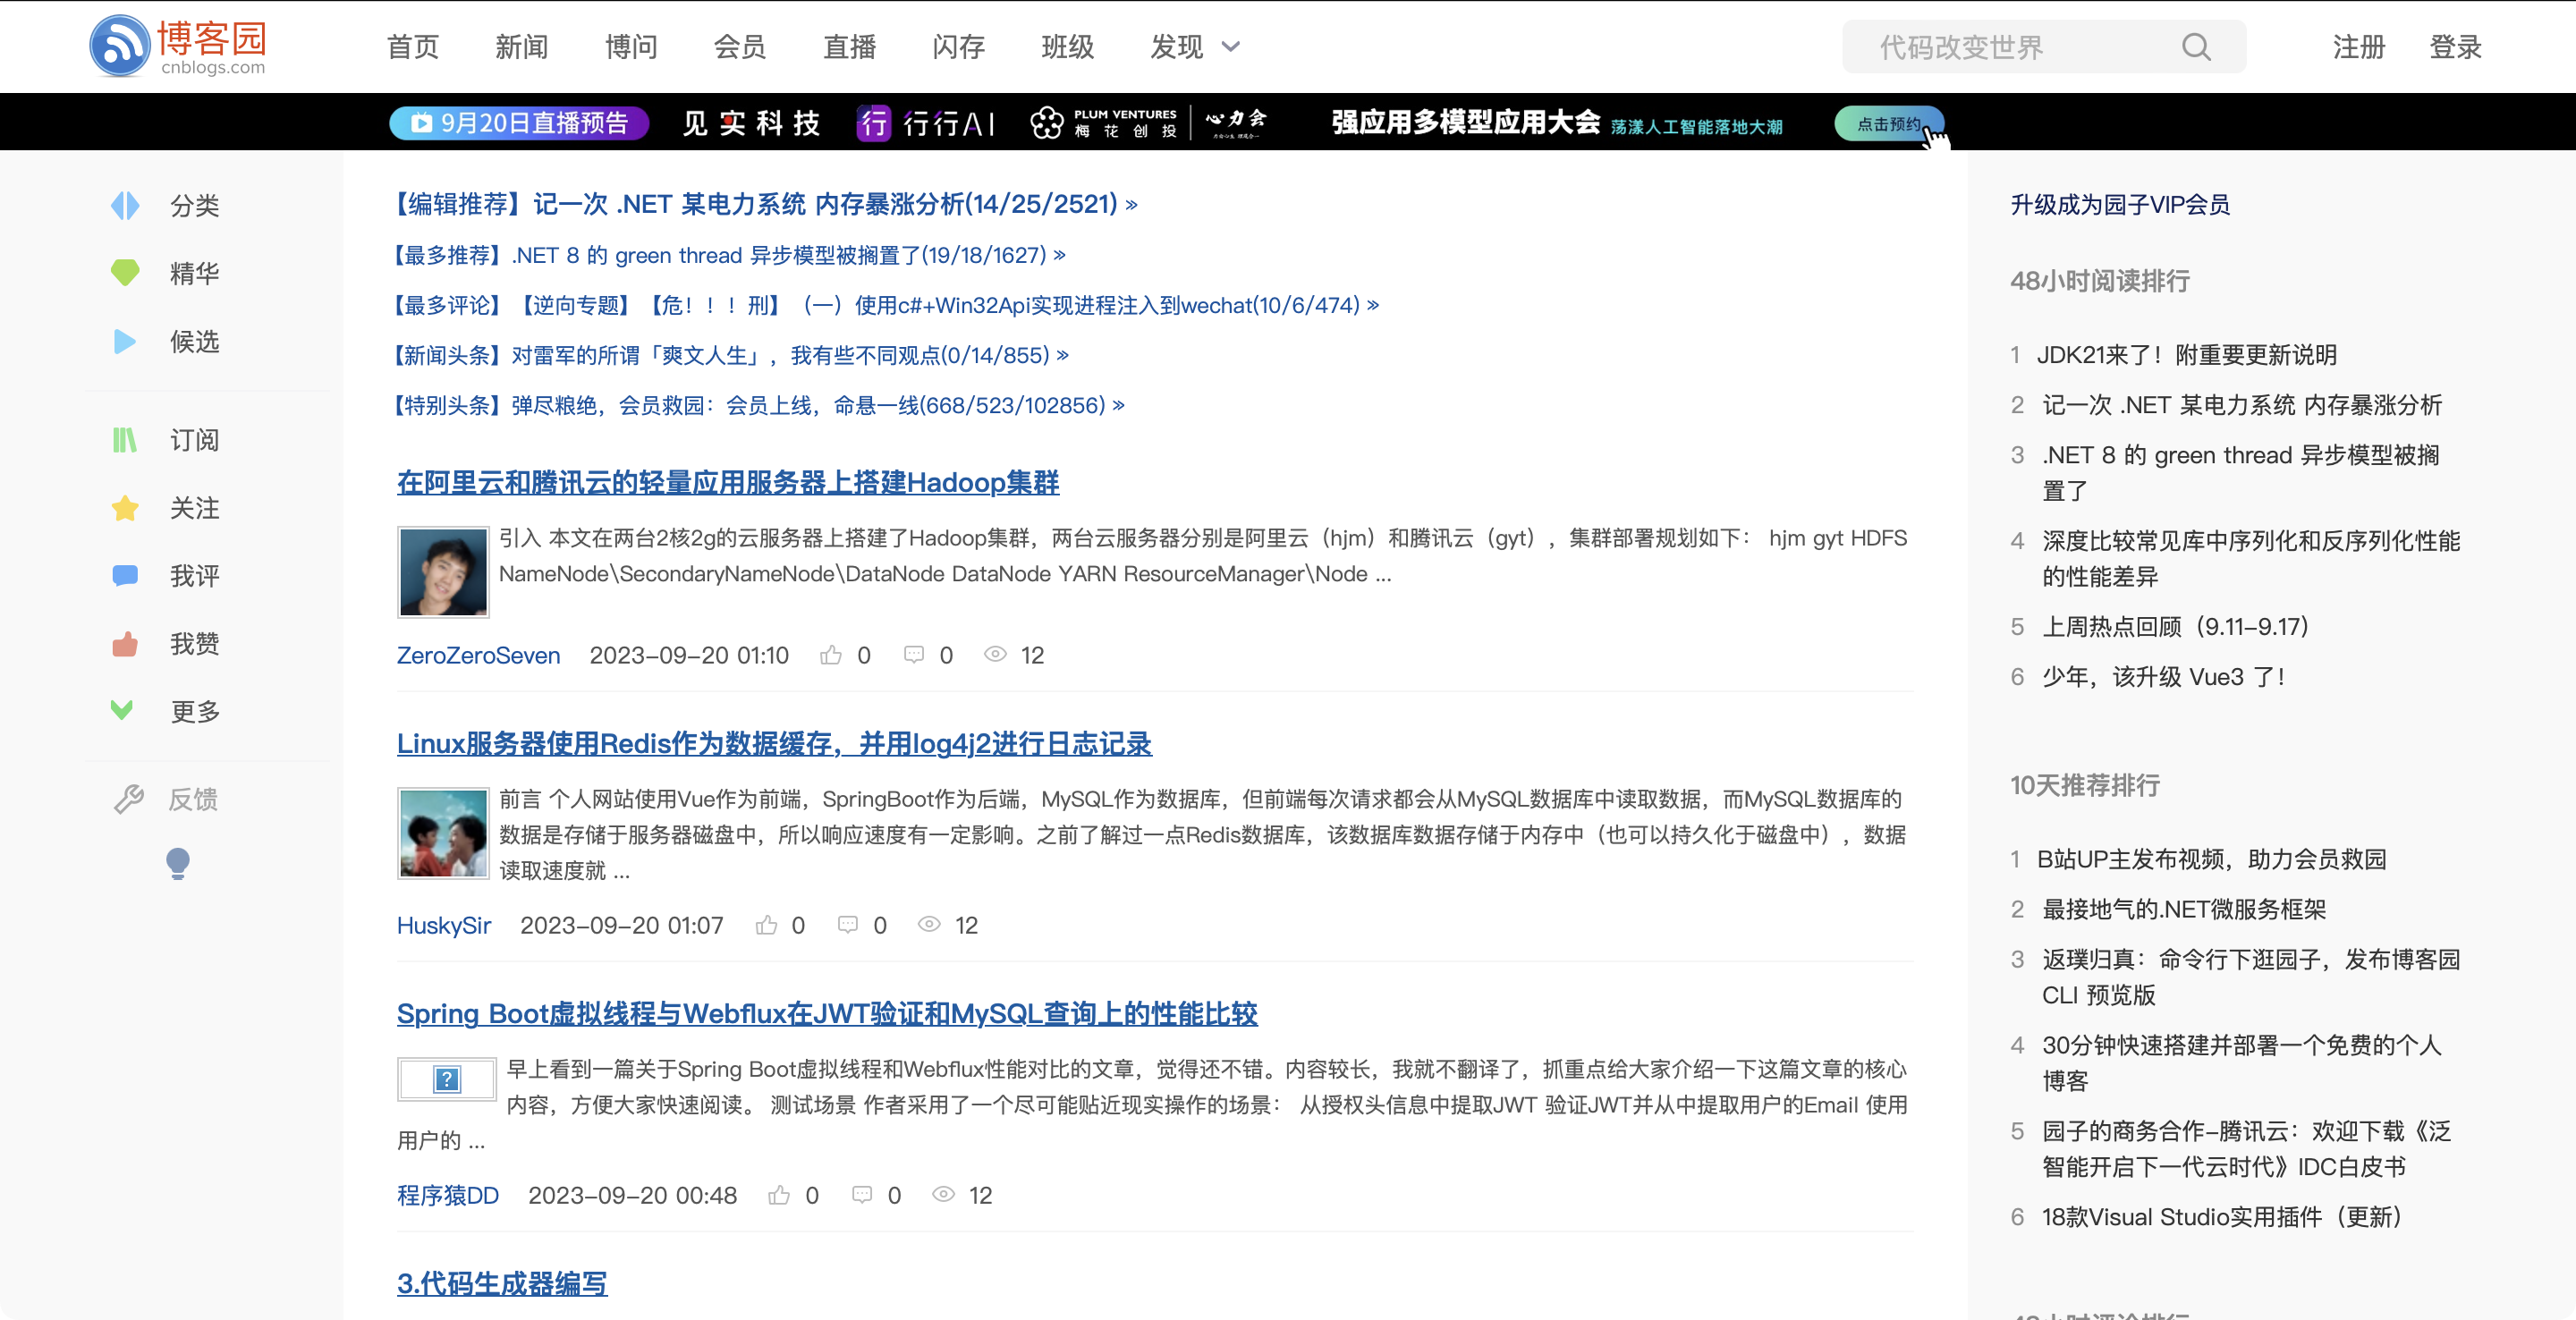 博客园
cnblogs.com
首页 新闻 博问 会员 直播 闪存 班级 发现
代码改变世界
注册 登录
9月20日直播预告 见实科技 行 行行AI PLUM VENTURES 梅花创投 心力会 强应用多模型应用大会 荡漾人工智能落地大潮 点击预约
分类
精华
候选
订阅
关注
我评
我赞
更多
反馈
【编辑推荐】记一次 .NET 某电力系统 内存暴涨分析(14/25/2521) »
【最多推荐】.NET 8 的 green thread 异步模型被搁置了(19/18/1627) »
【最多评论】【逆向专题】【危！！！刑】（一）使用c#+Win32Api实现进程注入到wechat(10/6/474) »
【新闻头条】对雷军的所谓「爽文人生」，我有些不同观点(0/14/855) »
【特别头条】弹尽粮绝，会员救园：会员上线，命悬一线(668/523/102856) »
在阿里云和腾讯云的轻量应用服务器上搭建Hadoop集群
引入 本文在两台2核2g的云服务器上搭建了Hadoop集群，两台云服务器分别是阿里云（hjm）和腾讯云（gyt），集群部署规划如下： hjm gyt HDFS
NameNode\SecondaryNameNode\DataNode DataNode YARN ResourceManager\Node ...
ZeroZeroSeven 2023-09-20 01:10 0 0 12
Linux服务器使用Redis作为数据缓存，并用log4j2进行日志记录
前言 个人网站使用Vue作为前端，SpringBoot作为后端，MySQL作为数据库，但前端每次请求都会从MySQL数据库中读取数据，而MySQL数据库的
数据是存储于服务器磁盘中，所以响应速度有一定影响。之前了解过一点Redis数据库，该数据库数据存储于内存中（也可以持久化于磁盘中），数据
读取速度就 ...
HuskySir 2023-09-20 01:07 0 0 12
Spring Boot虚拟线程与Webflux在JWT验证和MySQL查询上的性能比较
早上看到一篇关于Spring Boot虚拟线程和Webflux性能对比的文章，觉得还不错。内容较长，我就不翻译了，抓重点给大家介绍一下这篇文章的核心
内容，方便大家快速阅读。 测试场景 作者采用了一个尽可能贴近现实操作的场景： 从授权头信息中提取JWT 验证JWT并从中提取用户的Email 使用
用户的 ...
程序猿DD 2023-09-20 00:48 0 0 12
3.代码生成器编写
升级成为园子VIP会员
48小时阅读排行
1 JDK21来了！附重要更新说明
2 记一次 .NET 某电力系统 内存暴涨分析
3 .NET 8 的 green thread 异步模型被搁
置了
4 深度比较常见库中序列化和反序列化性能
的性能差异
5 上周热点回顾（9.11-9.17）
6 少年，该升级 Vue3 了！
10天推荐排行
1 B站UP主发布视频，助力会员救园
2 最接地气的.NET微服务框架
3 返璞归真：命令行下逛园子，发布博客园
CLI 预览版
4 30分钟快速搭建并部署一个免费的个人
博客
5 园子的商务合作-腾讯云：欢迎下载《泛
智能开启下一代云时代》IDC白皮书
6 18款Visual Studio实用插件（更新）